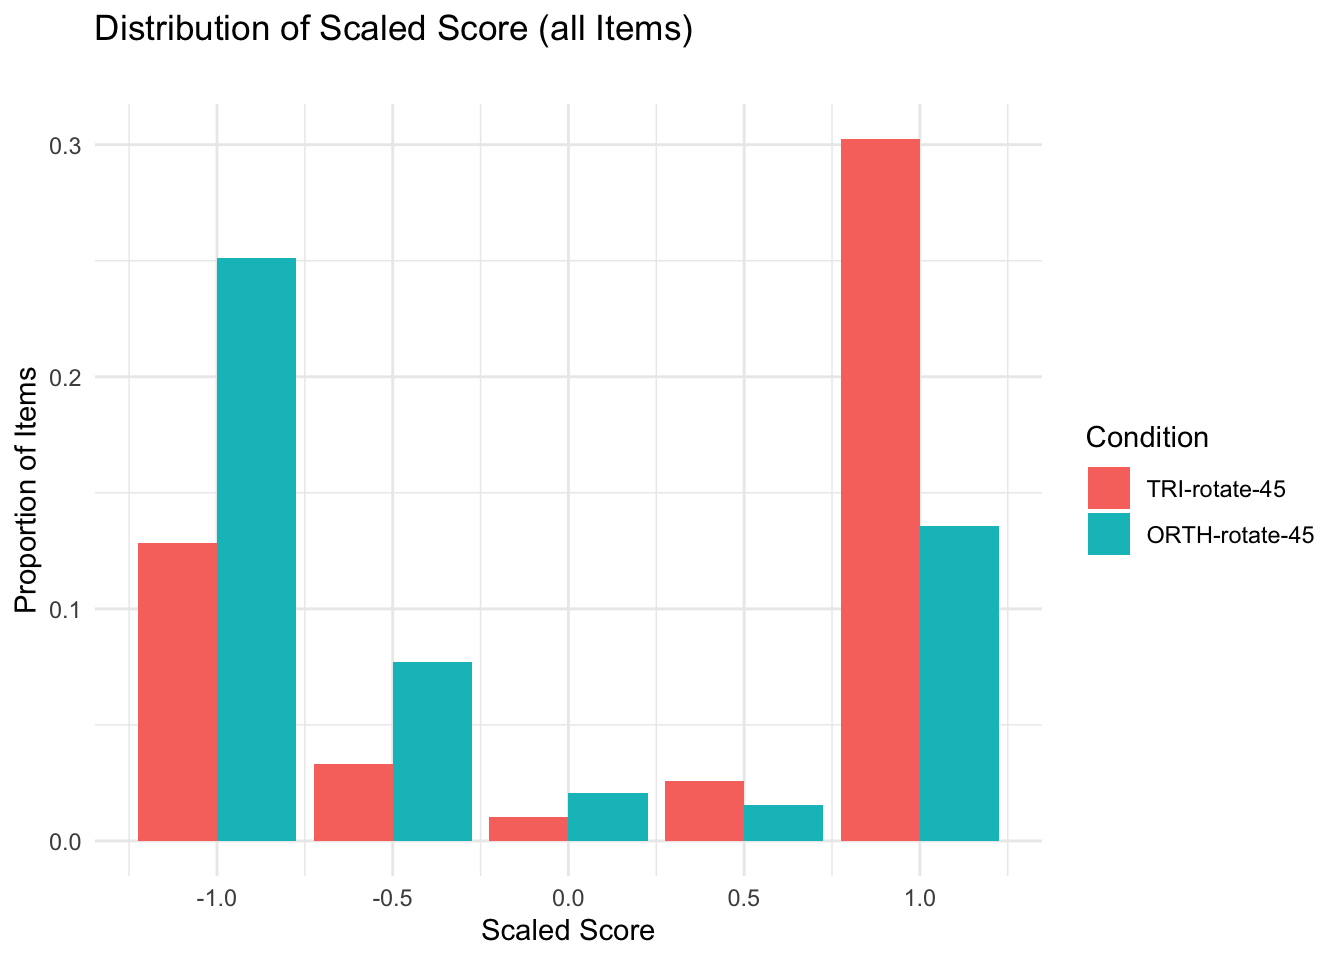 Distribution of Scaled Score (all Items)
Proportion of Items
0.3
0.2
0.1
0.0
-1.0
-0.5
0.0
0.5
1.0
Scaled Score
Condition
TRI-rotate-45
ORTH-rotate-45